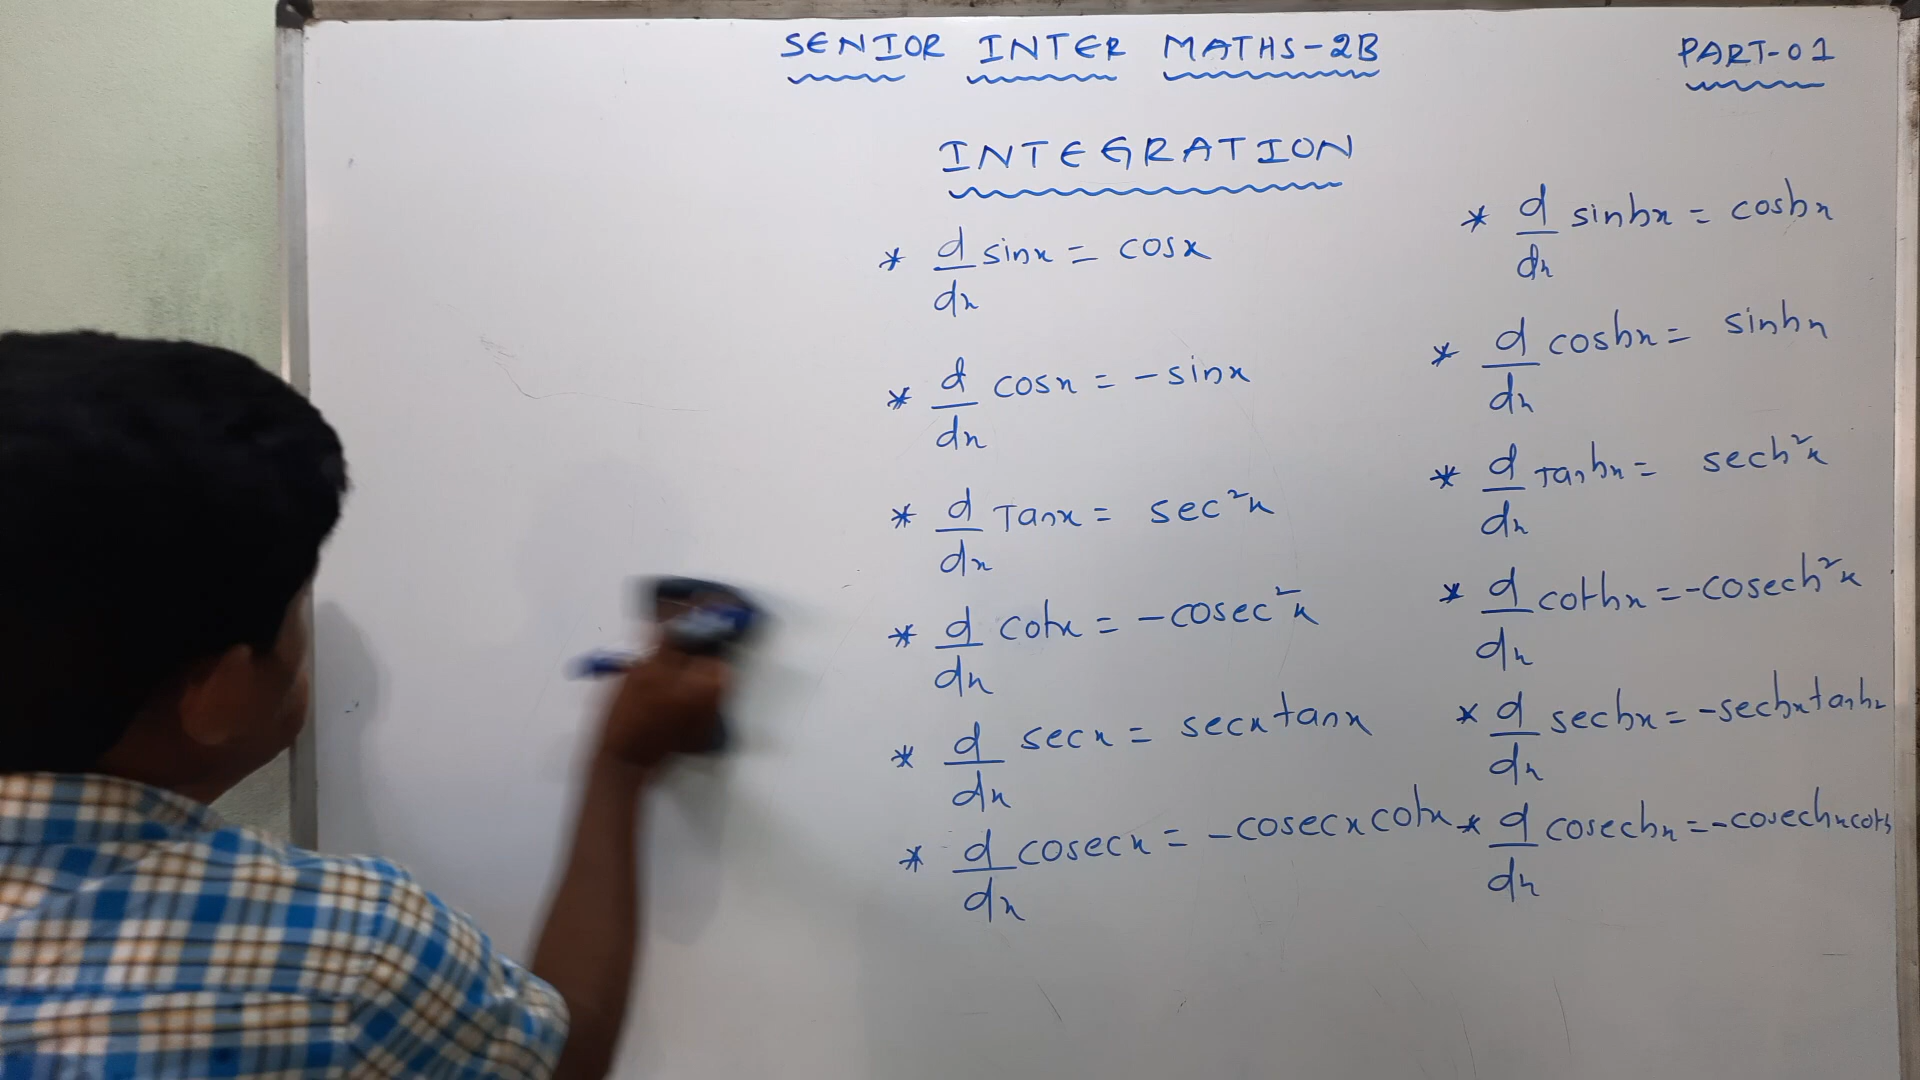 SENIOR INTER MATHS-2B
PART-01
INTEGRATION
* d/dx sinx = cosx
* d/dx cosx = -sinx
* d/dx Tanx = sec²x
* d/dx cotx = -cosec²x
* d/dx secx = secxtanx
* d/dx cosecx = -cosecxcotx
* d/dx sinhx = coshx
* d/dx coshx = sinhx
* d/dx Tanhx = sech²x
* d/dx cothx = -cosech²x
* d/dx sechx = -sechxtanhx
* d/dx cosechx = -cosechxcoth